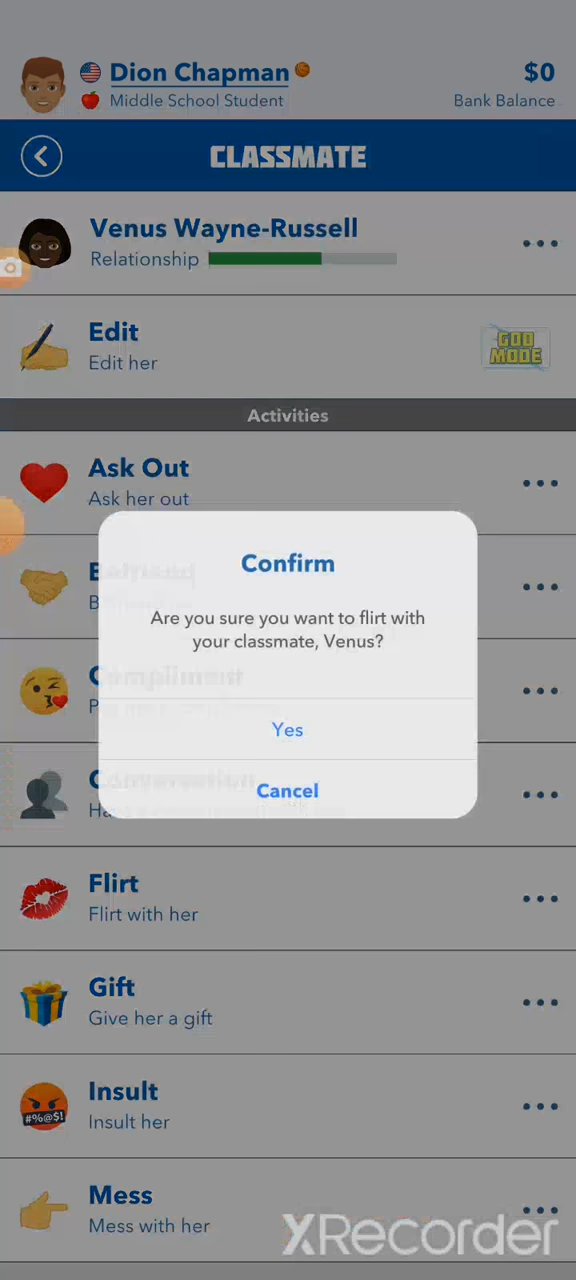 Dion Chapman
$0
Middle School Student
Bank Balance
CLASSMATE
Venus Wayne-Russell
Relationship
Edit
Edit her
GOD
MODE
Activities
Ask Out
Ask her out
Confirm
Are you sure you want to flirt with
your classmate, Venus?
Compliment
Yes
Conversation
Cancel
Flirt
Flirt with her
Gift
Give her a gift
#%@$!
Insult
Insult her
Mess
Mess with her
XRecorder